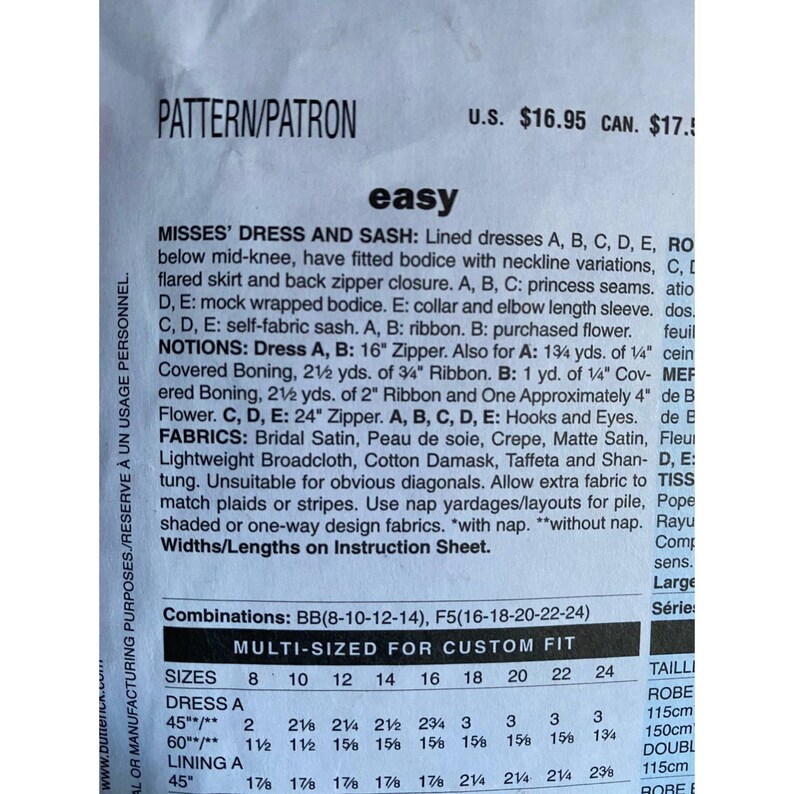 PATTERN/PATRON
U.S. $16.95 CAN. $17.5
easy
MISSES' DRESS AND SASH: Lined dresses A, B, C, D, E,
below mid-knee, have fitted bodice with neckline variations,
flared skirt and back zipper closure. A, B, C: princess seams.
D, E: mock wrapped bodice. E: collar and elbow length sleeve.
C, D, E: self-fabric sash. A, B: ribbon. B: purchased flower.
NOTIONS: Dress A, B: 16" Zipper. Also for A: 1¾ yds. of ¼"
Covered Boning, 2½ yds. of ¾" Ribbon. B: 1 yd. of ¼" Cov-
ered Boning, 2½ yds. of 2" Ribbon and One Approximately 4"
Flower. C, D, E: 24" Zipper. A, B, C, D, E: Hooks and Eyes.
FABRICS: Bridal Satin, Peau de soie, Crepe, Matte Satin,
Lightweight Broadcloth, Cotton Damask, Taffeta and Shan-
tung. Unsuitable for obvious diagonals. Allow extra fabric to
match plaids or stripes. Use nap yardages/layouts for pile,
shaded or one-way design fabrics. *with nap. **without nap.
Widths/Lengths on Instruction Sheet.
Combinations: BB(8-10-12-14), F5(16-18-20-22-24)
MULTI-SIZED FOR CUSTOM FIT
SIZES 8 10 12 14 16 18 20 22 24
DRESS A
45"*/** 2 2⅛ 2¼ 2½ 2¾ 3 3 3 3
60"*/** 1½ 1½ 1⅝ 1⅝ 1⅝ 1⅝ 1⅝ 1⅝ 1¾
LINING A
45" 1⅞ 1⅞ 1⅞ 1⅞ 1⅞ 2¼ 2¼ 2¼ 2⅜
RO
C, D
atio
dos.
feuil
cein
MER
de B
de B
Fleu
D, E:
TISS
Pope
Rayu
Comp
sens.
Large
Séries
TAILL
ROBE
115cm
150cm
DOUBL
115cm
ROBE B
AL OR MANUFACTURING PURPOSES./RESERVE À UN USAGE PERSONNEL.
www.butterick.com